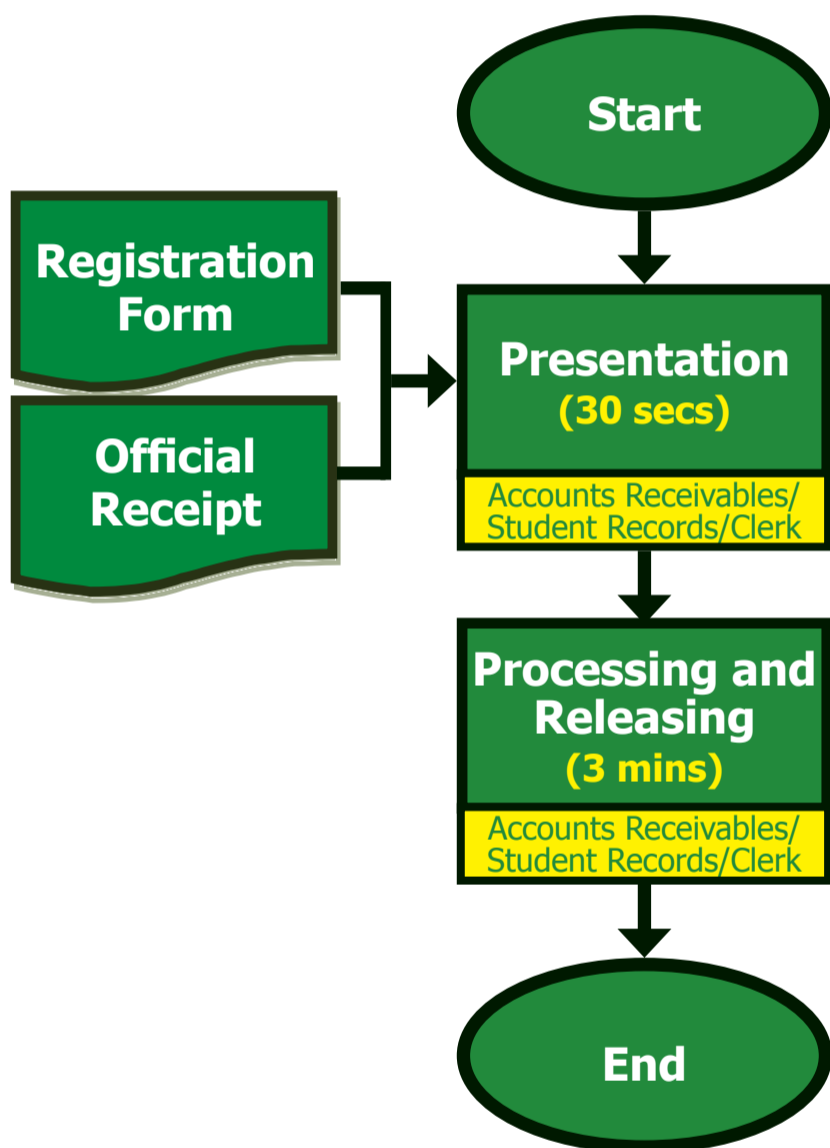 Start
Registration
Form
Official
Receipt
Presentation
(30 secs)
Accounts Receivables/
Student Records/Clerk
Processing and
Releasing
(3 mins)
Accounts Receivables/
Student Records/Clerk
End